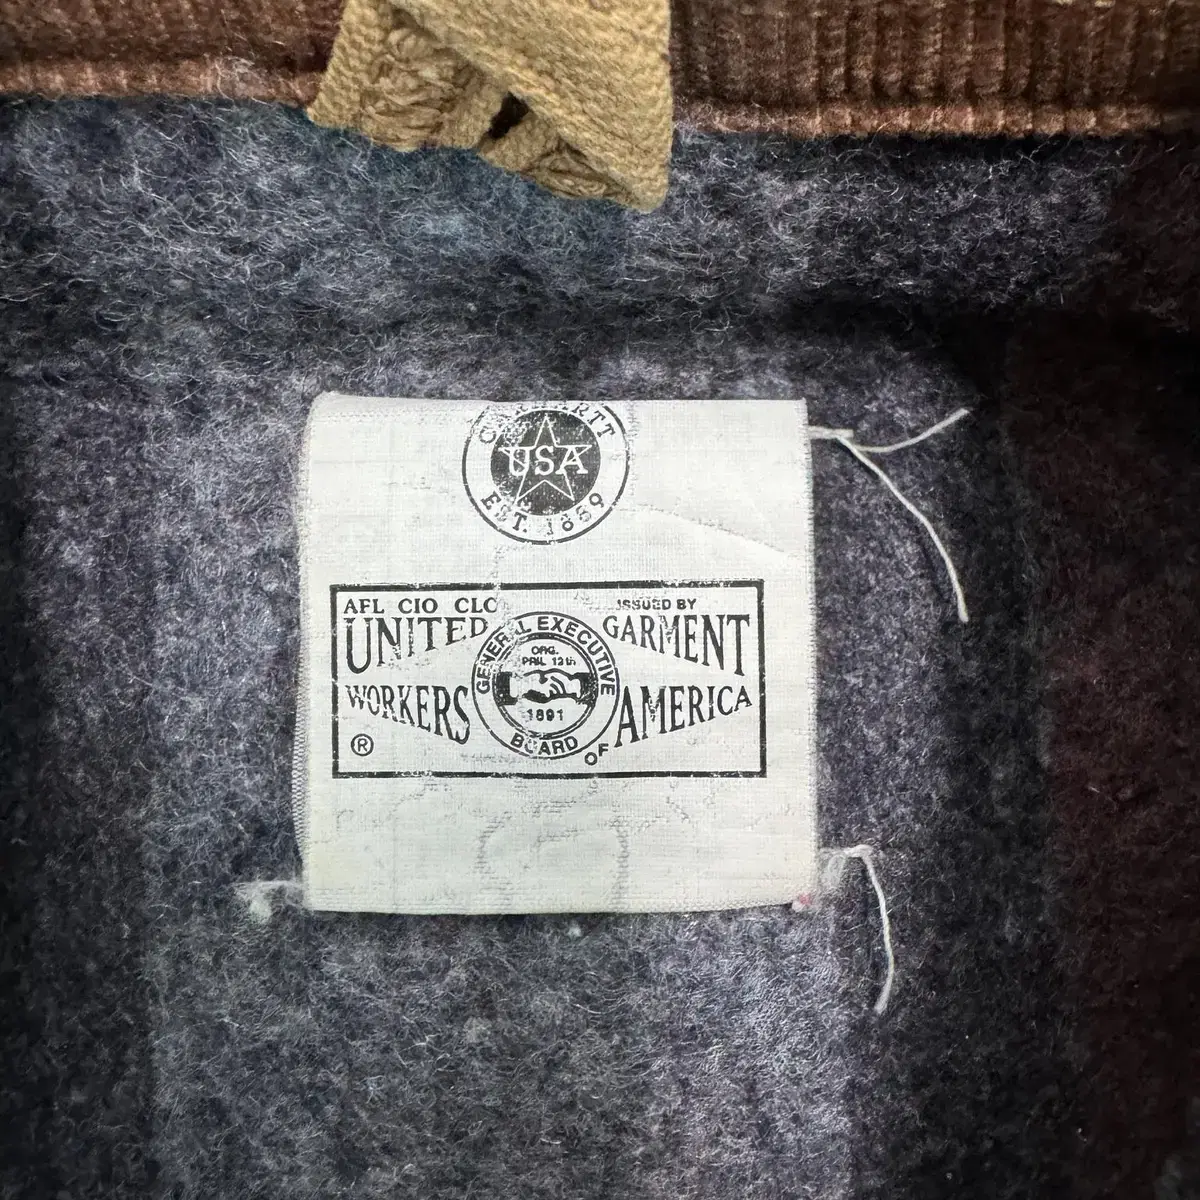 CARHARTT
USA
EST. 1889
AFL CIO CLC
ISSUED BY
UNITED GARMENT
WORKERS OF AMERICA
GENERAL EXECUTIVE BOARD
ORG.
PRIL 12th
1891
®